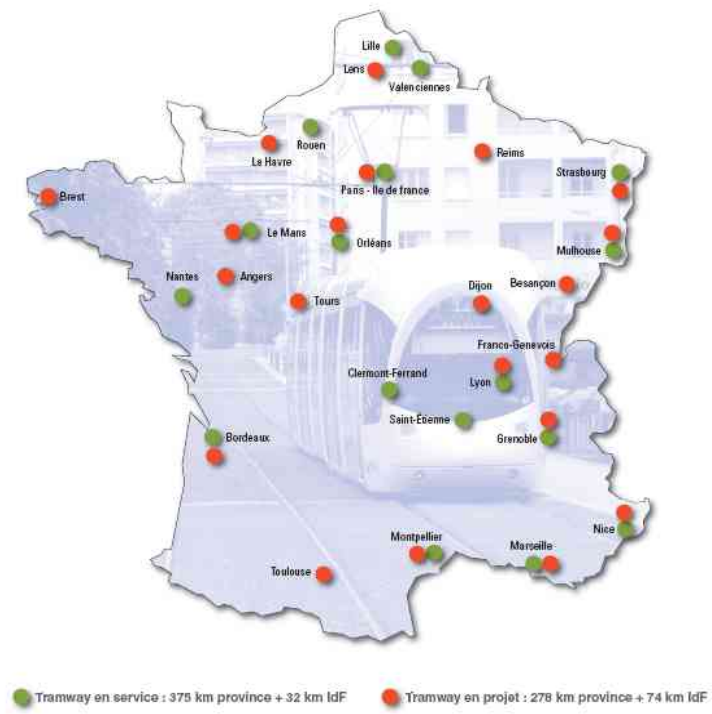 Lille
Lens
Valenciennes
Rouen
Le Havre
Reims
Paris - Ile de france
Strasbourg
Brest
Le Mans
Orléans
Mulhouse
Nantes
Angers
Tours
Dijon
Besançon
Franco-Genevois
Clermont-Ferrand
Lyon
Saint-Étienne
Grenoble
Bordeaux
Nice
Montpellier
Marseille
Toulouse
Tramway en service : 375 km province + 32 km IdF
Tramway en projet : 278 km province + 74 km IdF